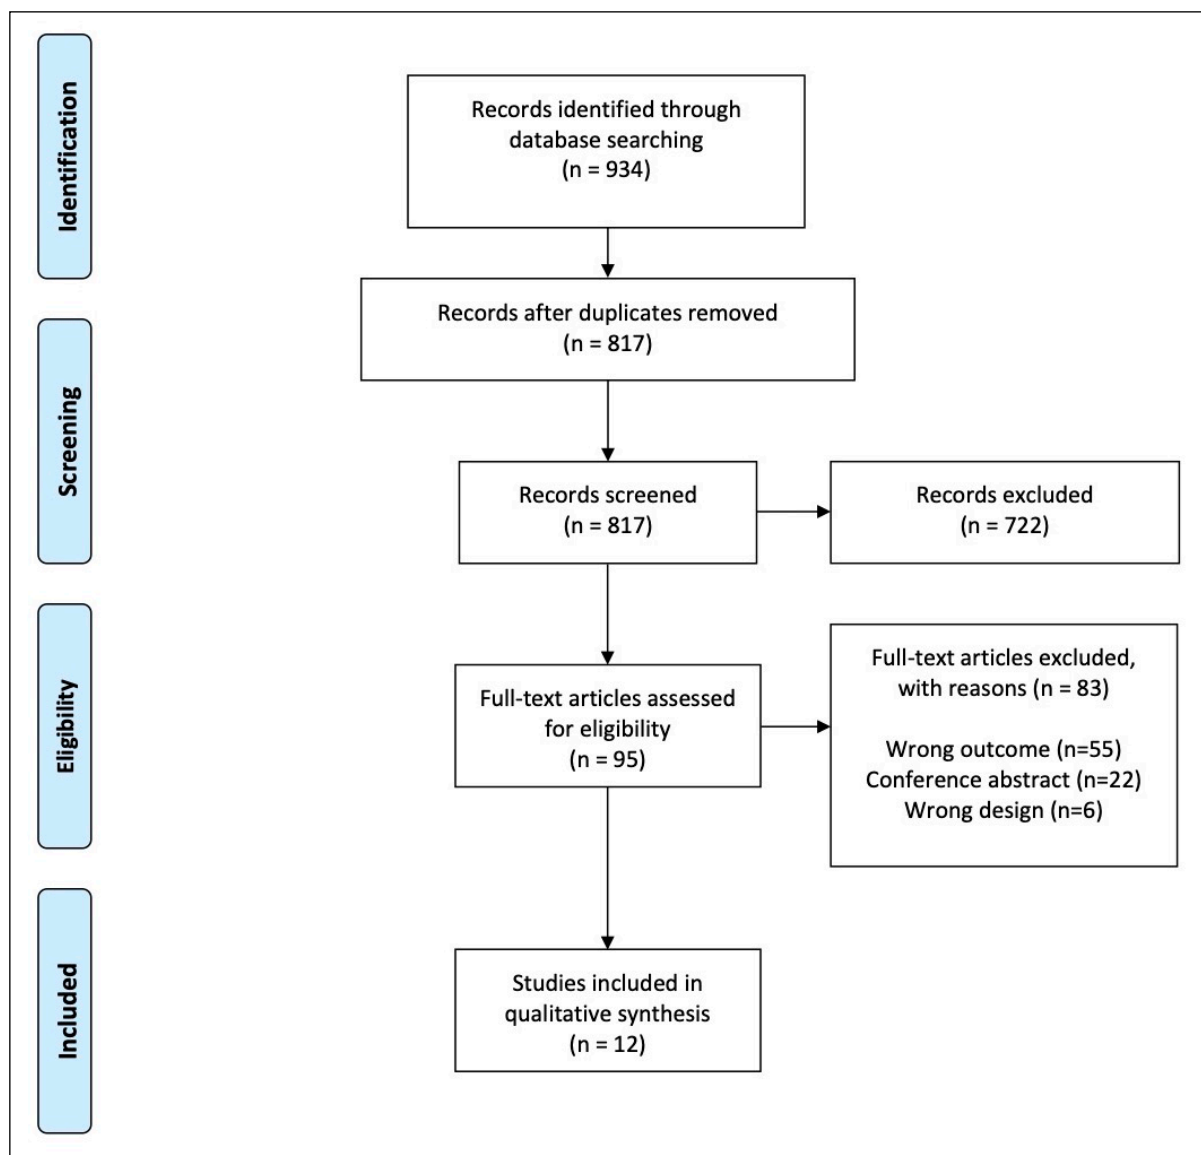 Identification
Records identified through
database searching
(n = 934)
Records after duplicates removed
(n = 817)
Screening
Records screened
(n = 817)
Records excluded
(n = 722)
Eligibility
Full-text articles assessed
for eligibility
(n = 95)
Full-text articles excluded,
with reasons (n = 83)
Wrong outcome (n=55)
Conference abstract (n=22)
Wrong design (n=6)
Included
Studies included in
qualitative synthesis
(n = 12)